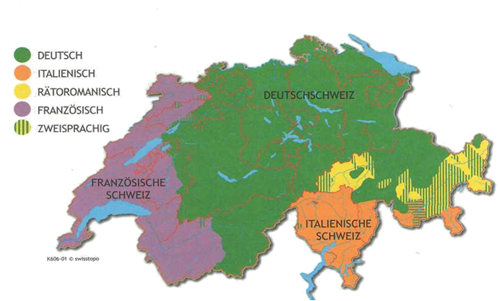 DEUTSCH
ITALIENISCH
RÄTOROMANISCH
FRANZÖSISCH
ZWEISPRACHIG
DEUTSCHSCHWEIZ
FRANZÖSISCHE
SCHWEIZ
ITALIENISCHE
SCHWEIZ
K606-01 © swisstopo